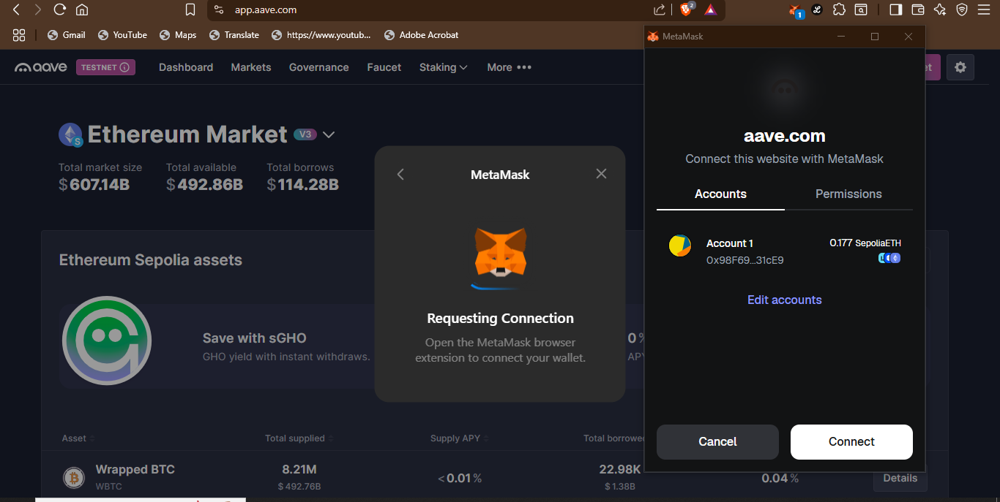 app.aave.com
2
1
Gmail
YouTube
Maps
Translate
https://www.youtub...
Adobe Acrobat
aave
TESTNET
Dashboard
Markets
Governance
Faucet
Staking
More
et
Ethereum Market
V3
Total market size
Total available
Total borrows
$607.14B
$492.86B
$114.28B
Ethereum Sepolia assets
Save with sGHO
GHO yield with instant withdraws.
0%
APY
Asset
Total supplied
Supply APY
Total borrowed
Wrapped BTC
WBTC
8.21M
$492.76B
<0.01%
22.98K
$1.38B
0.04%
Details
MetaMask
Requesting Connection
Open the MetaMask browser
extension to connect your wallet.
MetaMask
aave.com
Connect this website with MetaMask
Accounts
Permissions
Account 1
0x98F69...31cE9
0.177 SepoliaETH
Edit accounts
Cancel
Connect